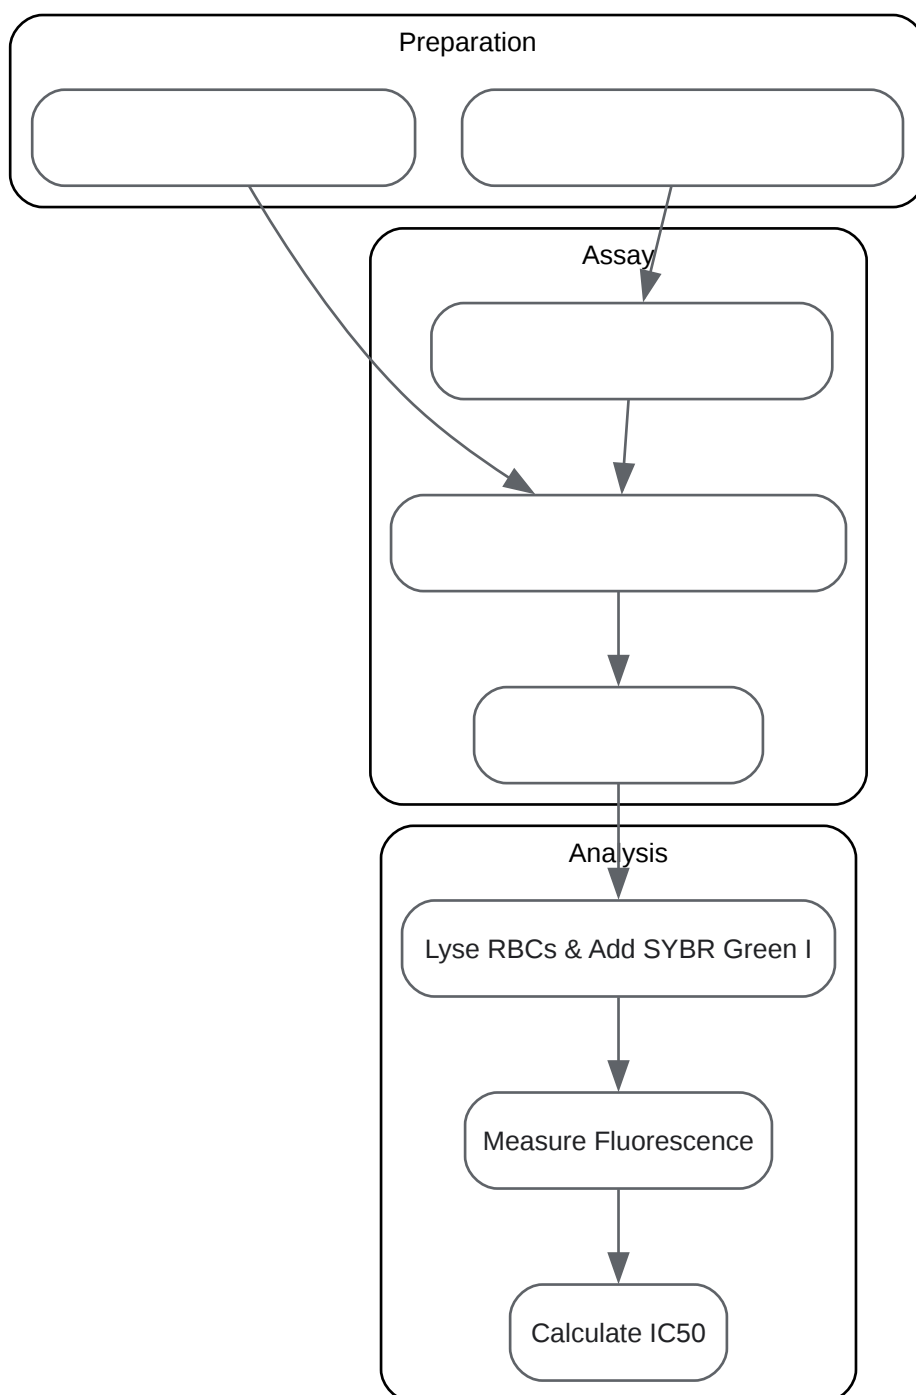 Preparation
Assay
Analysis
Lyse RBCs & Add SYBR Green I
Measure Fluorescence
Calculate IC50